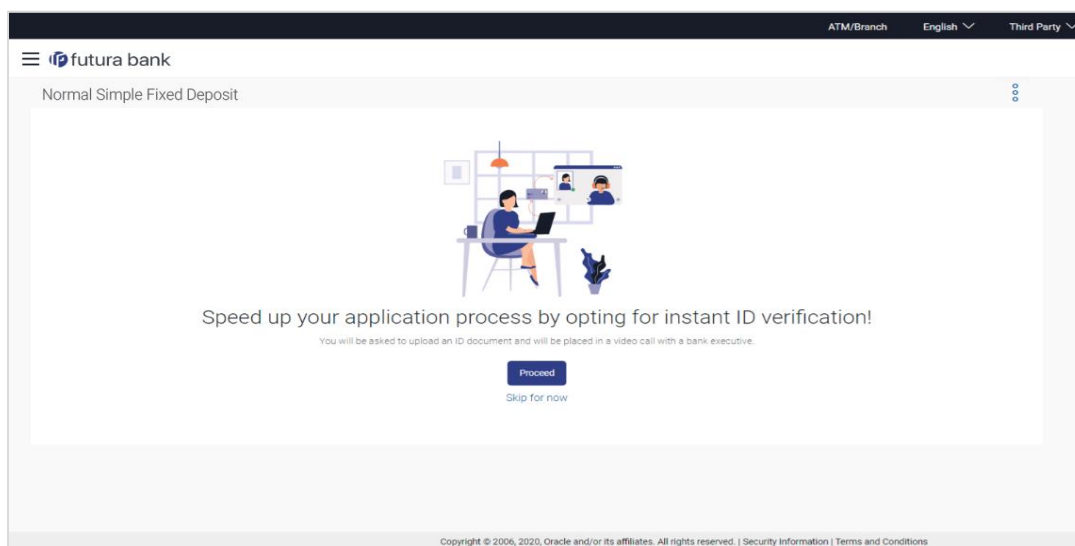 ATM/Branch English Third Party
futura bank
Normal Simple Fixed Deposit
Speed up your application process by opting for instant ID verification!
You will be asked to upload an ID document and will be placed in a video call with a bank executive.
Proceed
Skip for now
Copyright © 2006, 2020, Oracle and/or its affiliates. All rights reserved. | Security Information | Terms and Conditions